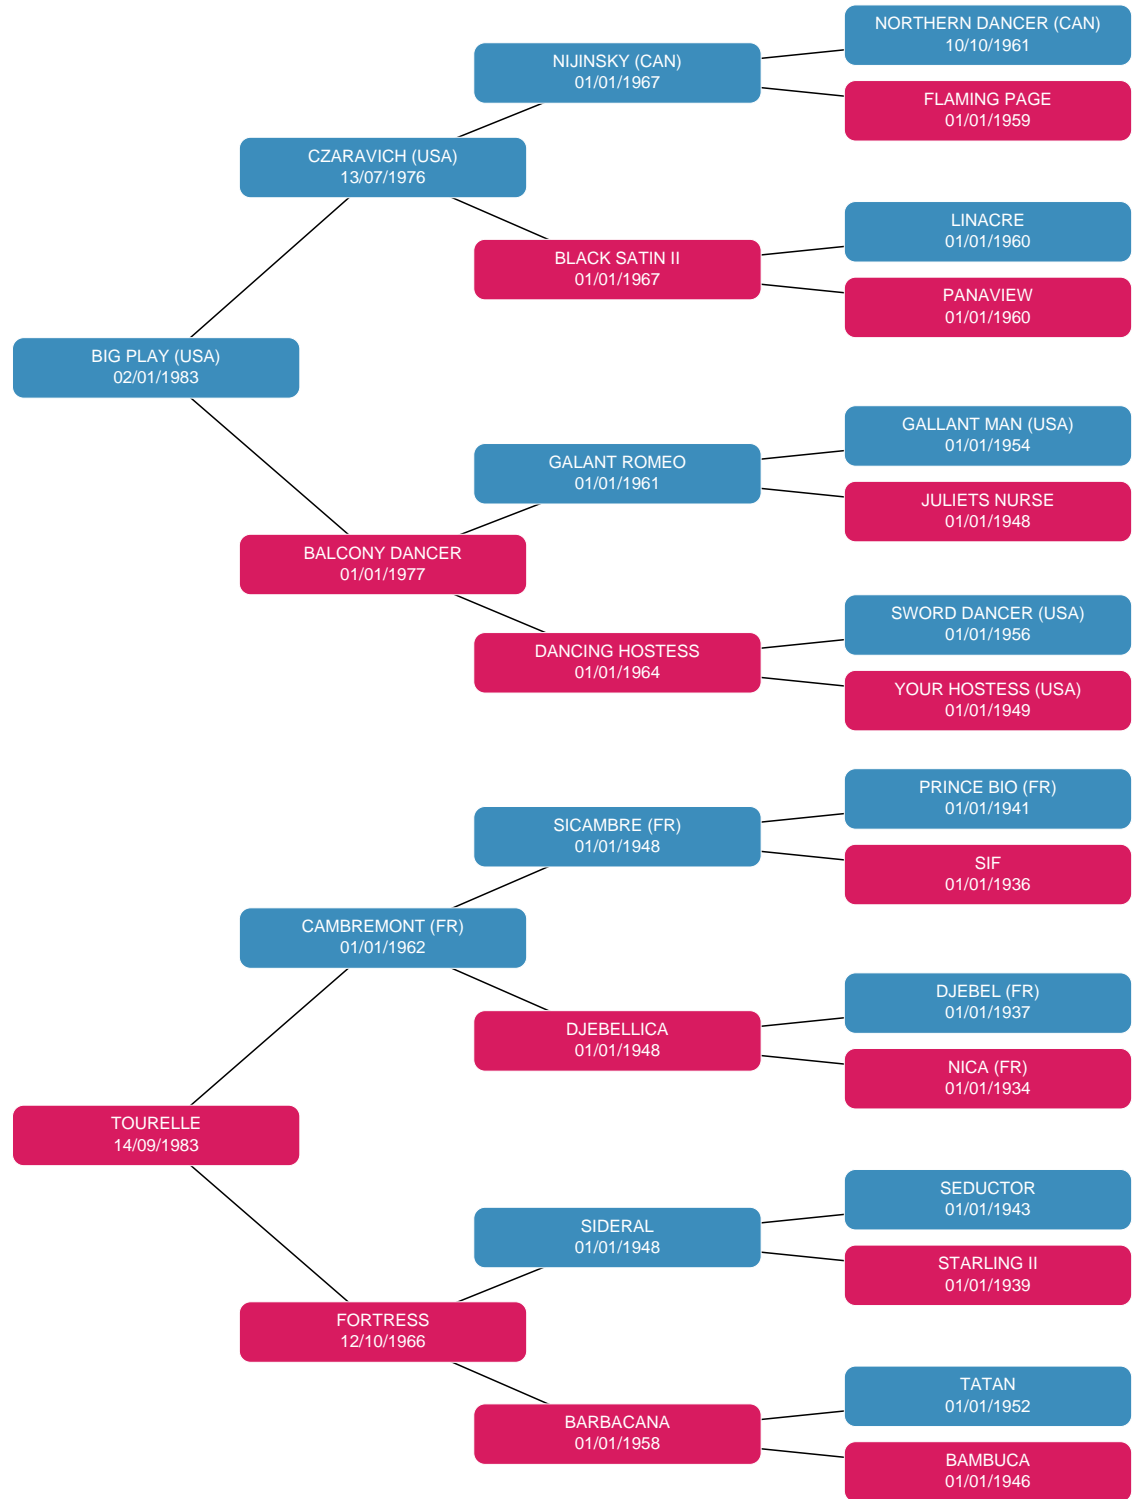 NORTHERN DANCER (CAN)
10/10/1961
NIJINSKY (CAN)
01/01/1967
FLAMING PAGE
01/01/1959
CZARAVICH (USA)
13/07/1976
LINACRE
01/01/1960
BLACK SATIN II
01/01/1967
PANAVIEW
01/01/1960
BIG PLAY (USA)
02/01/1983
GALLANT MAN (USA)
01/01/1954
GALANT ROMEO
01/01/1961
JULIETS NURSE
01/01/1948
BALCONY DANCER
01/01/1977
SWORD DANCER (USA)
01/01/1956
DANCING HOSTESS
01/01/1964
YOUR HOSTESS (USA)
01/01/1949
PRINCE BIO (FR)
01/01/1941
SICAMBRE (FR)
01/01/1948
SIF
01/01/1936
CAMBREMONT (FR)
01/01/1962
DJEBEL (FR)
01/01/1937
DJEBELLICA
01/01/1948
NICA (FR)
01/01/1934
TOURELLE
14/09/1983
SEDUCTOR
01/01/1943
SIDERAL
01/01/1948
STARLING II
01/01/1939
FORTRESS
12/10/1966
TATAN
01/01/1952
BARBACANA
01/01/1958
BAMBUCA
01/01/1946